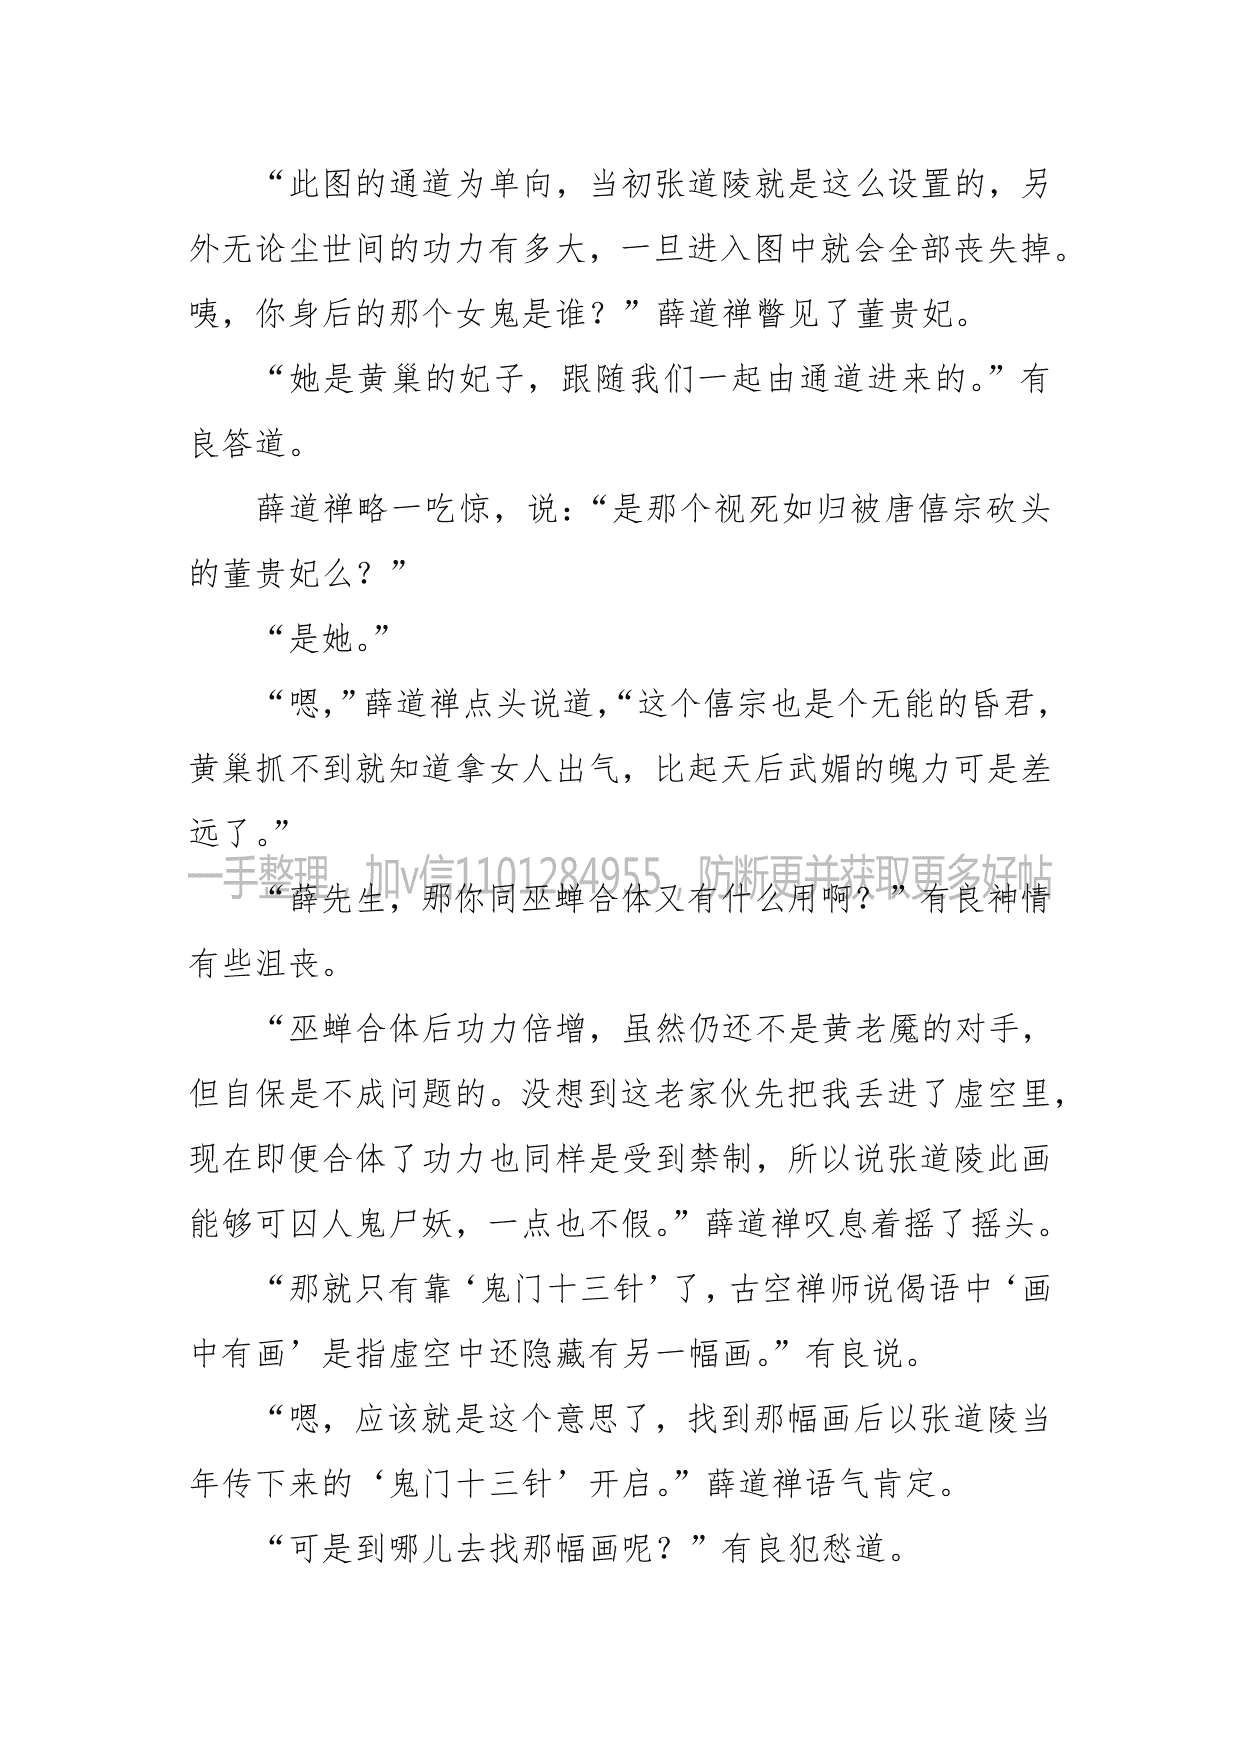 “此图的通道为单向，当初张道陵就是这么设置的，另
外无论尘世间的功力有多大，一旦进入图中就会全部丧失掉。
咦，你身后的那个女鬼是谁？”薛道禅瞥见了董贵妃。
“她是黄巢的妃子，跟随我们一起由通道进来的。”有
良答道。
薛道禅略一吃惊，说：“是那个视死如归被唐僖宗砍头
的董贵妃么？”
“是她。”
“嗯，”薛道禅点头说道，“这个僖宗也是个无能的昏君，
黄巢抓不到就知道拿女人出气，比起天后武媚的魄力可是差
远了。”
一手整理，加v信1101284955，防断更并获取更多好帖
“薛先生，那你同巫蝉合体又有什么用啊？”有良神情
有些沮丧。
“巫蝉合体后功力倍增，虽然仍还不是黄老魇的对手，
但自保是不成问题的。没想到这老家伙先把我丢进了虚空里，
现在即便合体了功力也同样是受到禁制，所以说张道陵此画
能够可囚人鬼尸妖，一点也不假。”薛道禅叹息着摇了摇头。
“那就只有靠‘鬼门十三针’了，古空禅师说偈语中‘画
中有画’是指虚空中还隐藏有另一幅画。”有良说。
“嗯，应该就是这个意思了，找到那幅画后以张道陵当
年传下来的‘鬼门十三针’开启。”薛道禅语气肯定。
“可是到哪儿去找那幅画呢？”有良犯愁道。